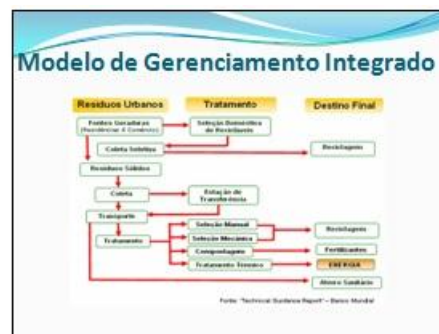 Modelo de Gerenciamento Integrado
Resíduos Urbanos
Tratamento
Destino Final
Fontes Geradoras
(Residências & Comércio)
Seleção Doméstica
de Recicláveis
Coleta Seletiva
Reciclagem
Resíduos Sólidos
Coleta
Estação de
Transferência
Transporte
Tratamento
Seleção Manual
Seleção Mecânica
Compostagem
Tratamento Térmico
Reciclagem
Fertilizantes
ENERGIA
Aterro Sanitário
Fonte: "Technical Guidance Report" – Banco Mundial